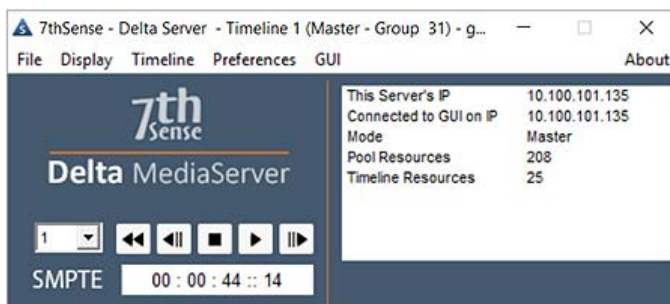 7thSense - Delta Server - Timeline 1 (Master - Group 31) - g...
File Display Timeline Preferences GUI About
7th
Sense
Delta MediaServer
1
SMPTE 00 : 00 : 44 :: 14
This Server's IP 10.100.101.135
Connected to GUI on IP 10.100.101.135
Mode Master
Pool Resources 208
Timeline Resources 25